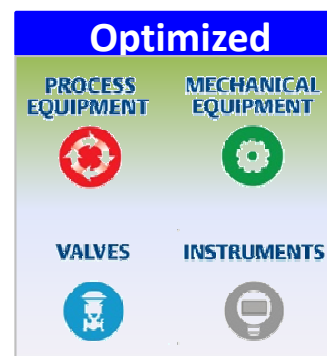 Optimized
PROCESS
EQUIPMENT
MECHANICAL
EQUIPMENT
VALVES
INSTRUMENTS